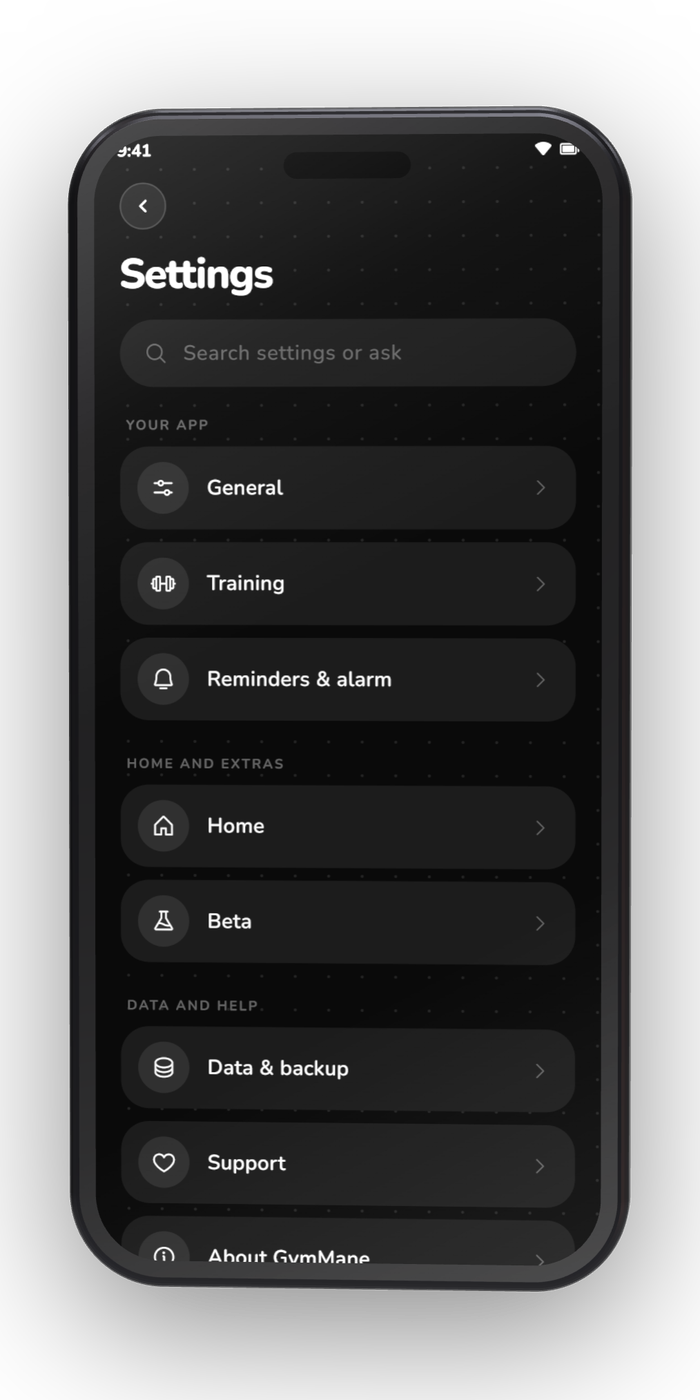 9:41
Settings
Search settings or ask
YOUR APP
General
Training
Reminders & alarm
HOME AND EXTRAS
Home
Beta
DATA AND HELP
Data & backup
Support
About GymMane